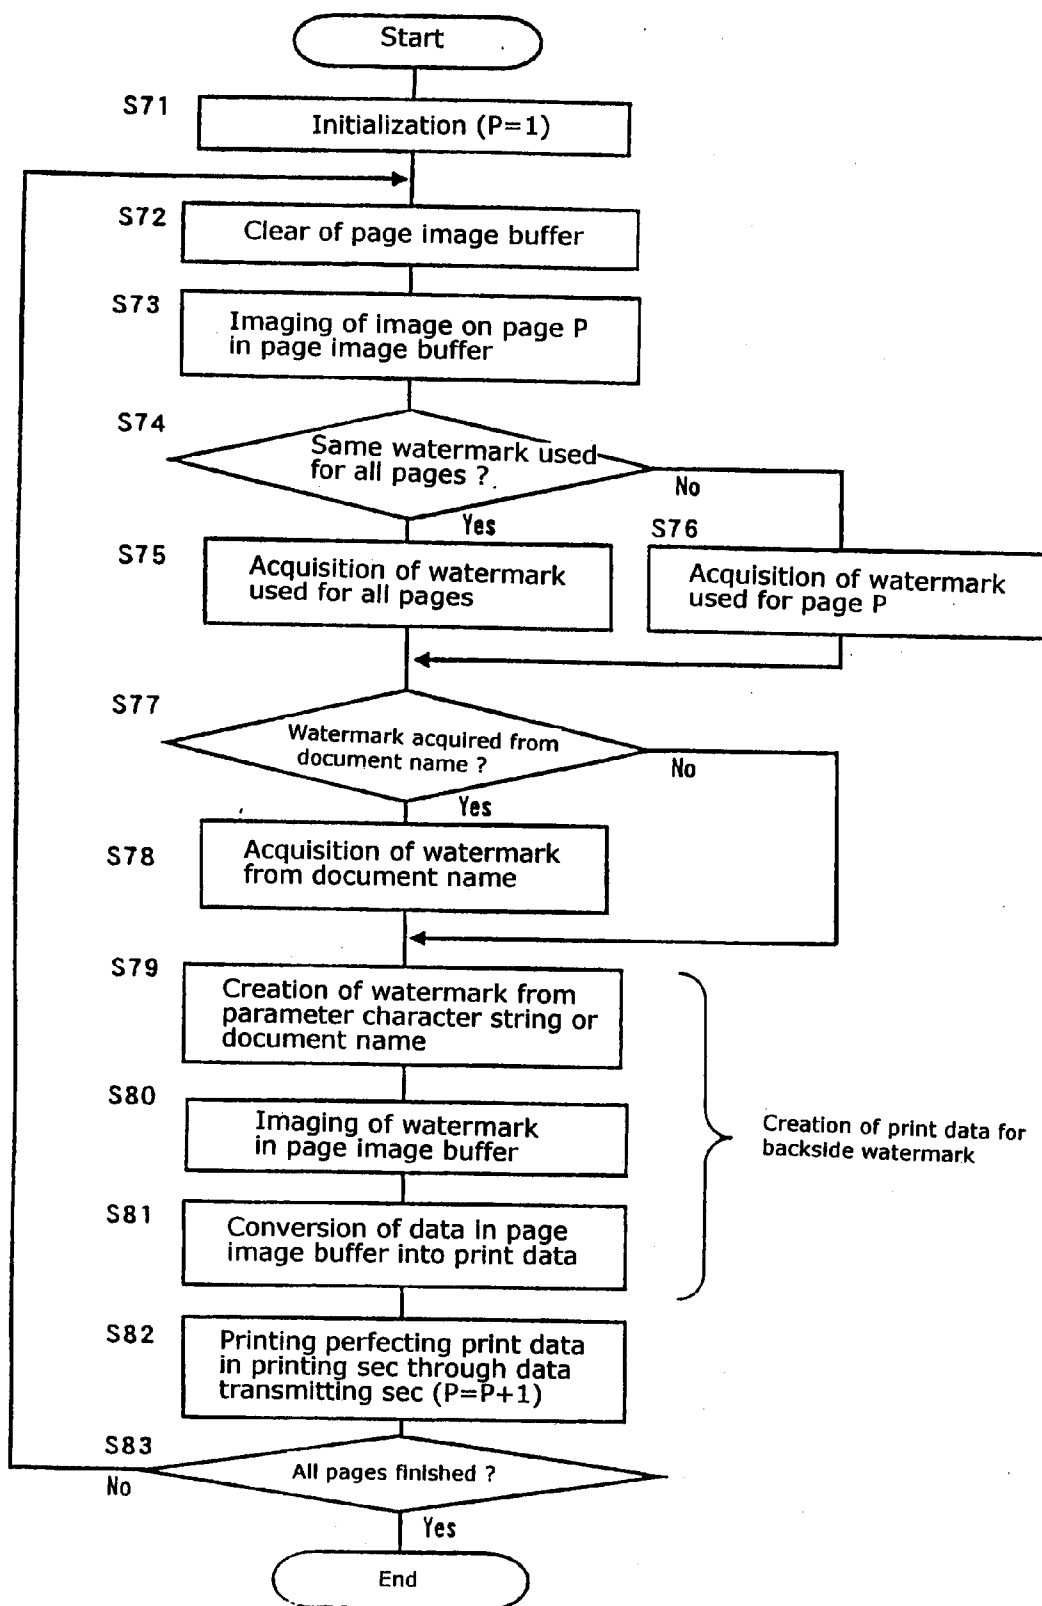 Start
S71
Initialization (P=1)
S72
Clear of page image buffer
S73
Imaging of image on page P
in page image buffer
S74
Same watermark used
for all pages ?
No
Yes
S75
Acquisition of watermark
used for all pages
S76
Acquisition of watermark
used for page P
S77
Watermark acquired from
document name ?
No
Yes
S78
Acquisition of watermark
from document name
S79
Creation of watermark from
parameter character string or
document name
S80
Imaging of watermark
in page image buffer
Creation of print data for
backside watermark
S81
Conversion of data in page
image buffer into print data
S82
Printing perfecting print data
in printing sec through data
transmitting sec (P=P+1)
S83
All pages finished ?
No
Yes
End